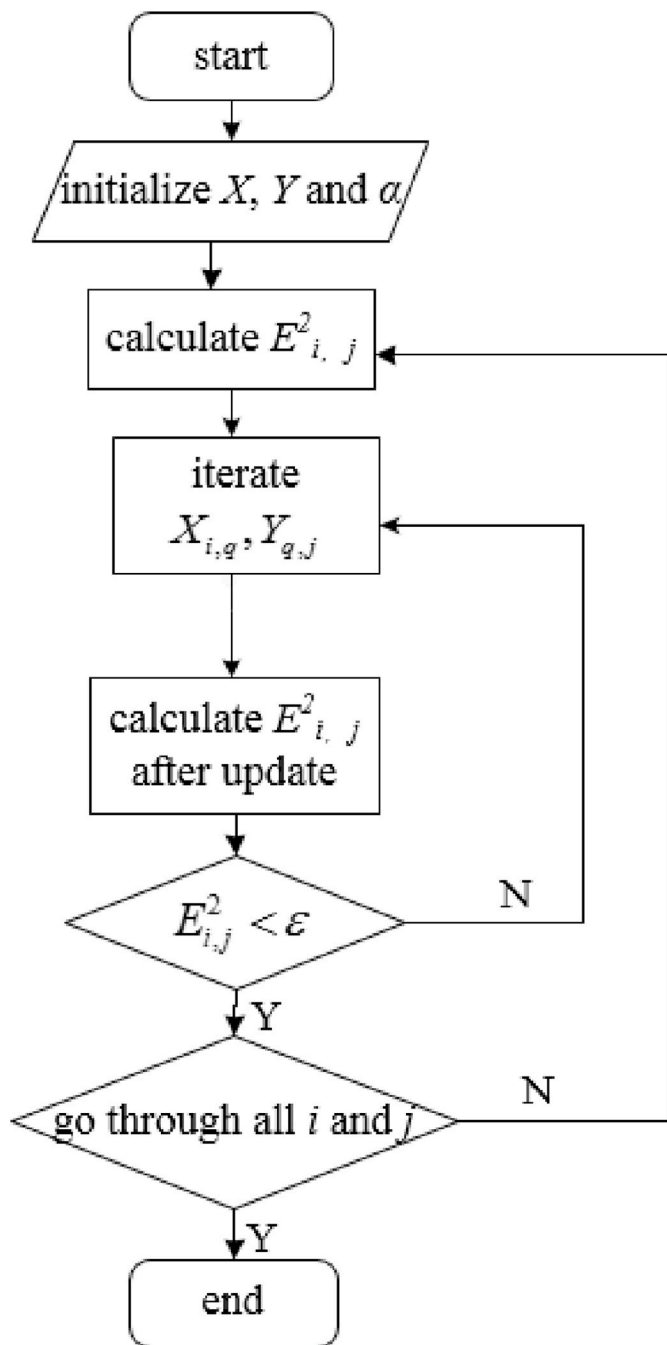 start
initialize X, Y and α
calculate E²i, j
iterate
Xi,q, Yq,j
calculate E²i, j
after update
E²i,j < ε
N
Y
go through all i and j
N
Y
end